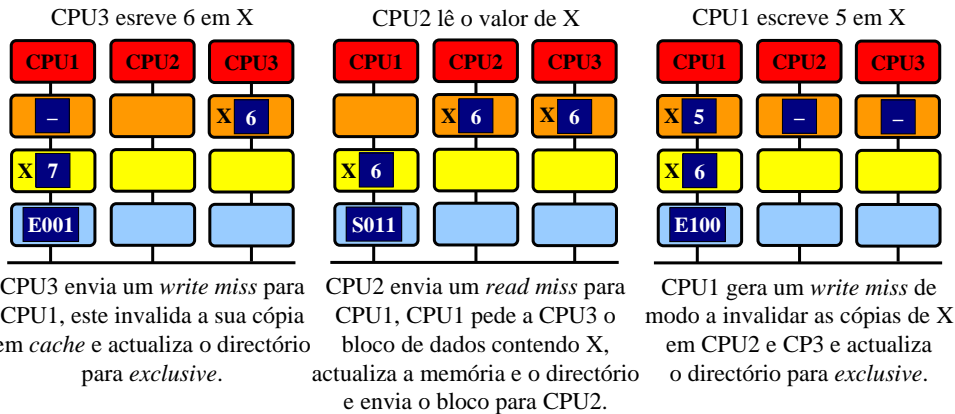 CPU3 esreve 6 em X
CPU1 CPU2 CPU3
– X 6
X 7
E001
CPU3 envia um write miss para
CPU1, este invalida a sua cópia
em cache e actualiza o directório
para exclusive.
CPU2 lê o valor de X
CPU1 CPU2 CPU3
X 6 X 6
X 6
S011
CPU2 envia um read miss para
CPU1, CPU1 pede a CPU3 o
bloco de dados contendo X,
actualiza a memória e o directório
e envia o bloco para CPU2.
CPU1 escreve 5 em X
CPU1 CPU2 CPU3
X 5 – –
X 6
E100
CPU1 gera um write miss de
modo a invalidar as cópias de X
em CPU2 e CP3 e actualiza
o directório para exclusive.